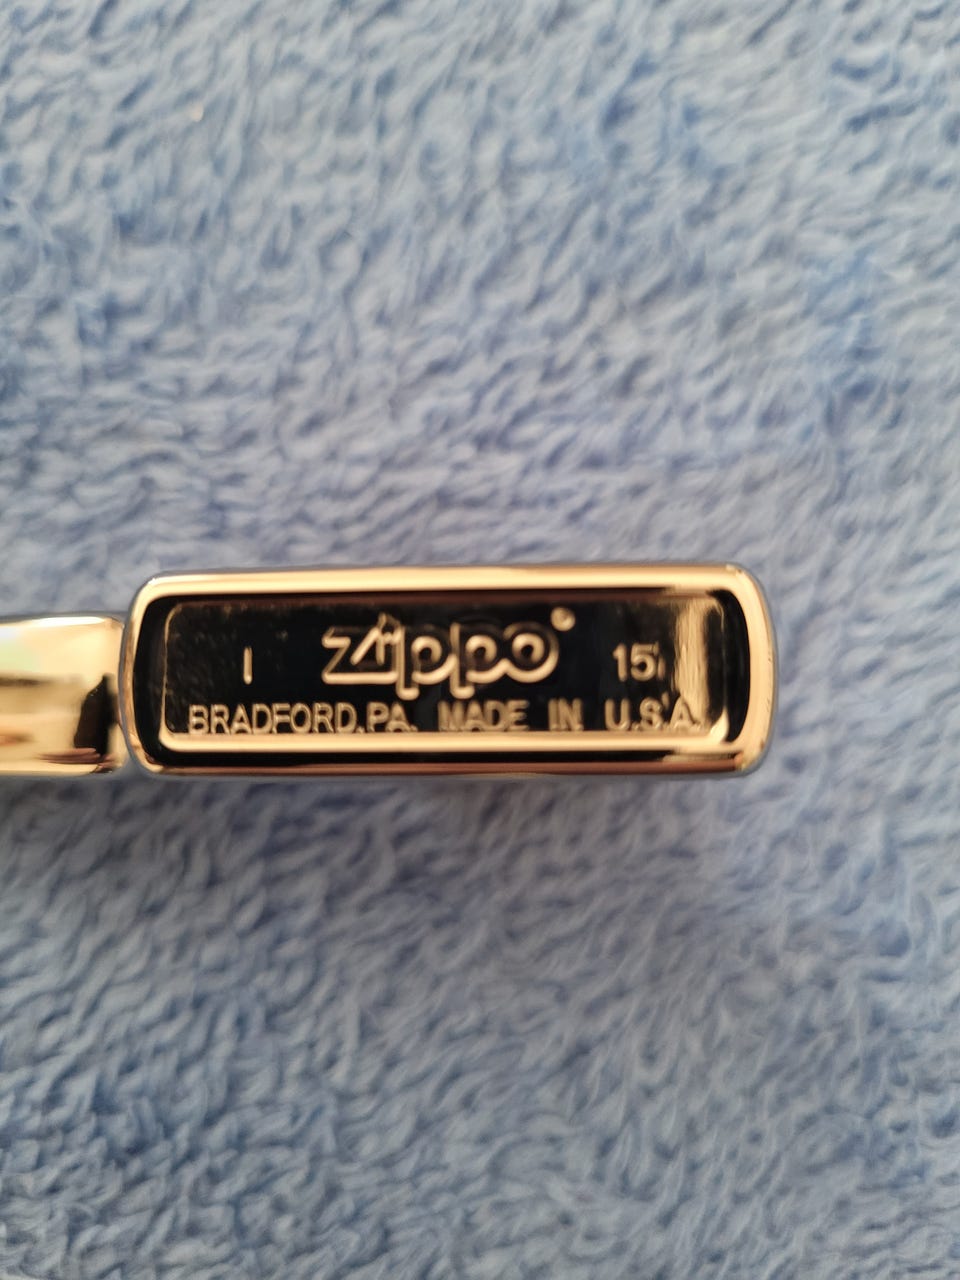 I Zippo® 15
BRADFORD,PA. MADE IN U.S.A.